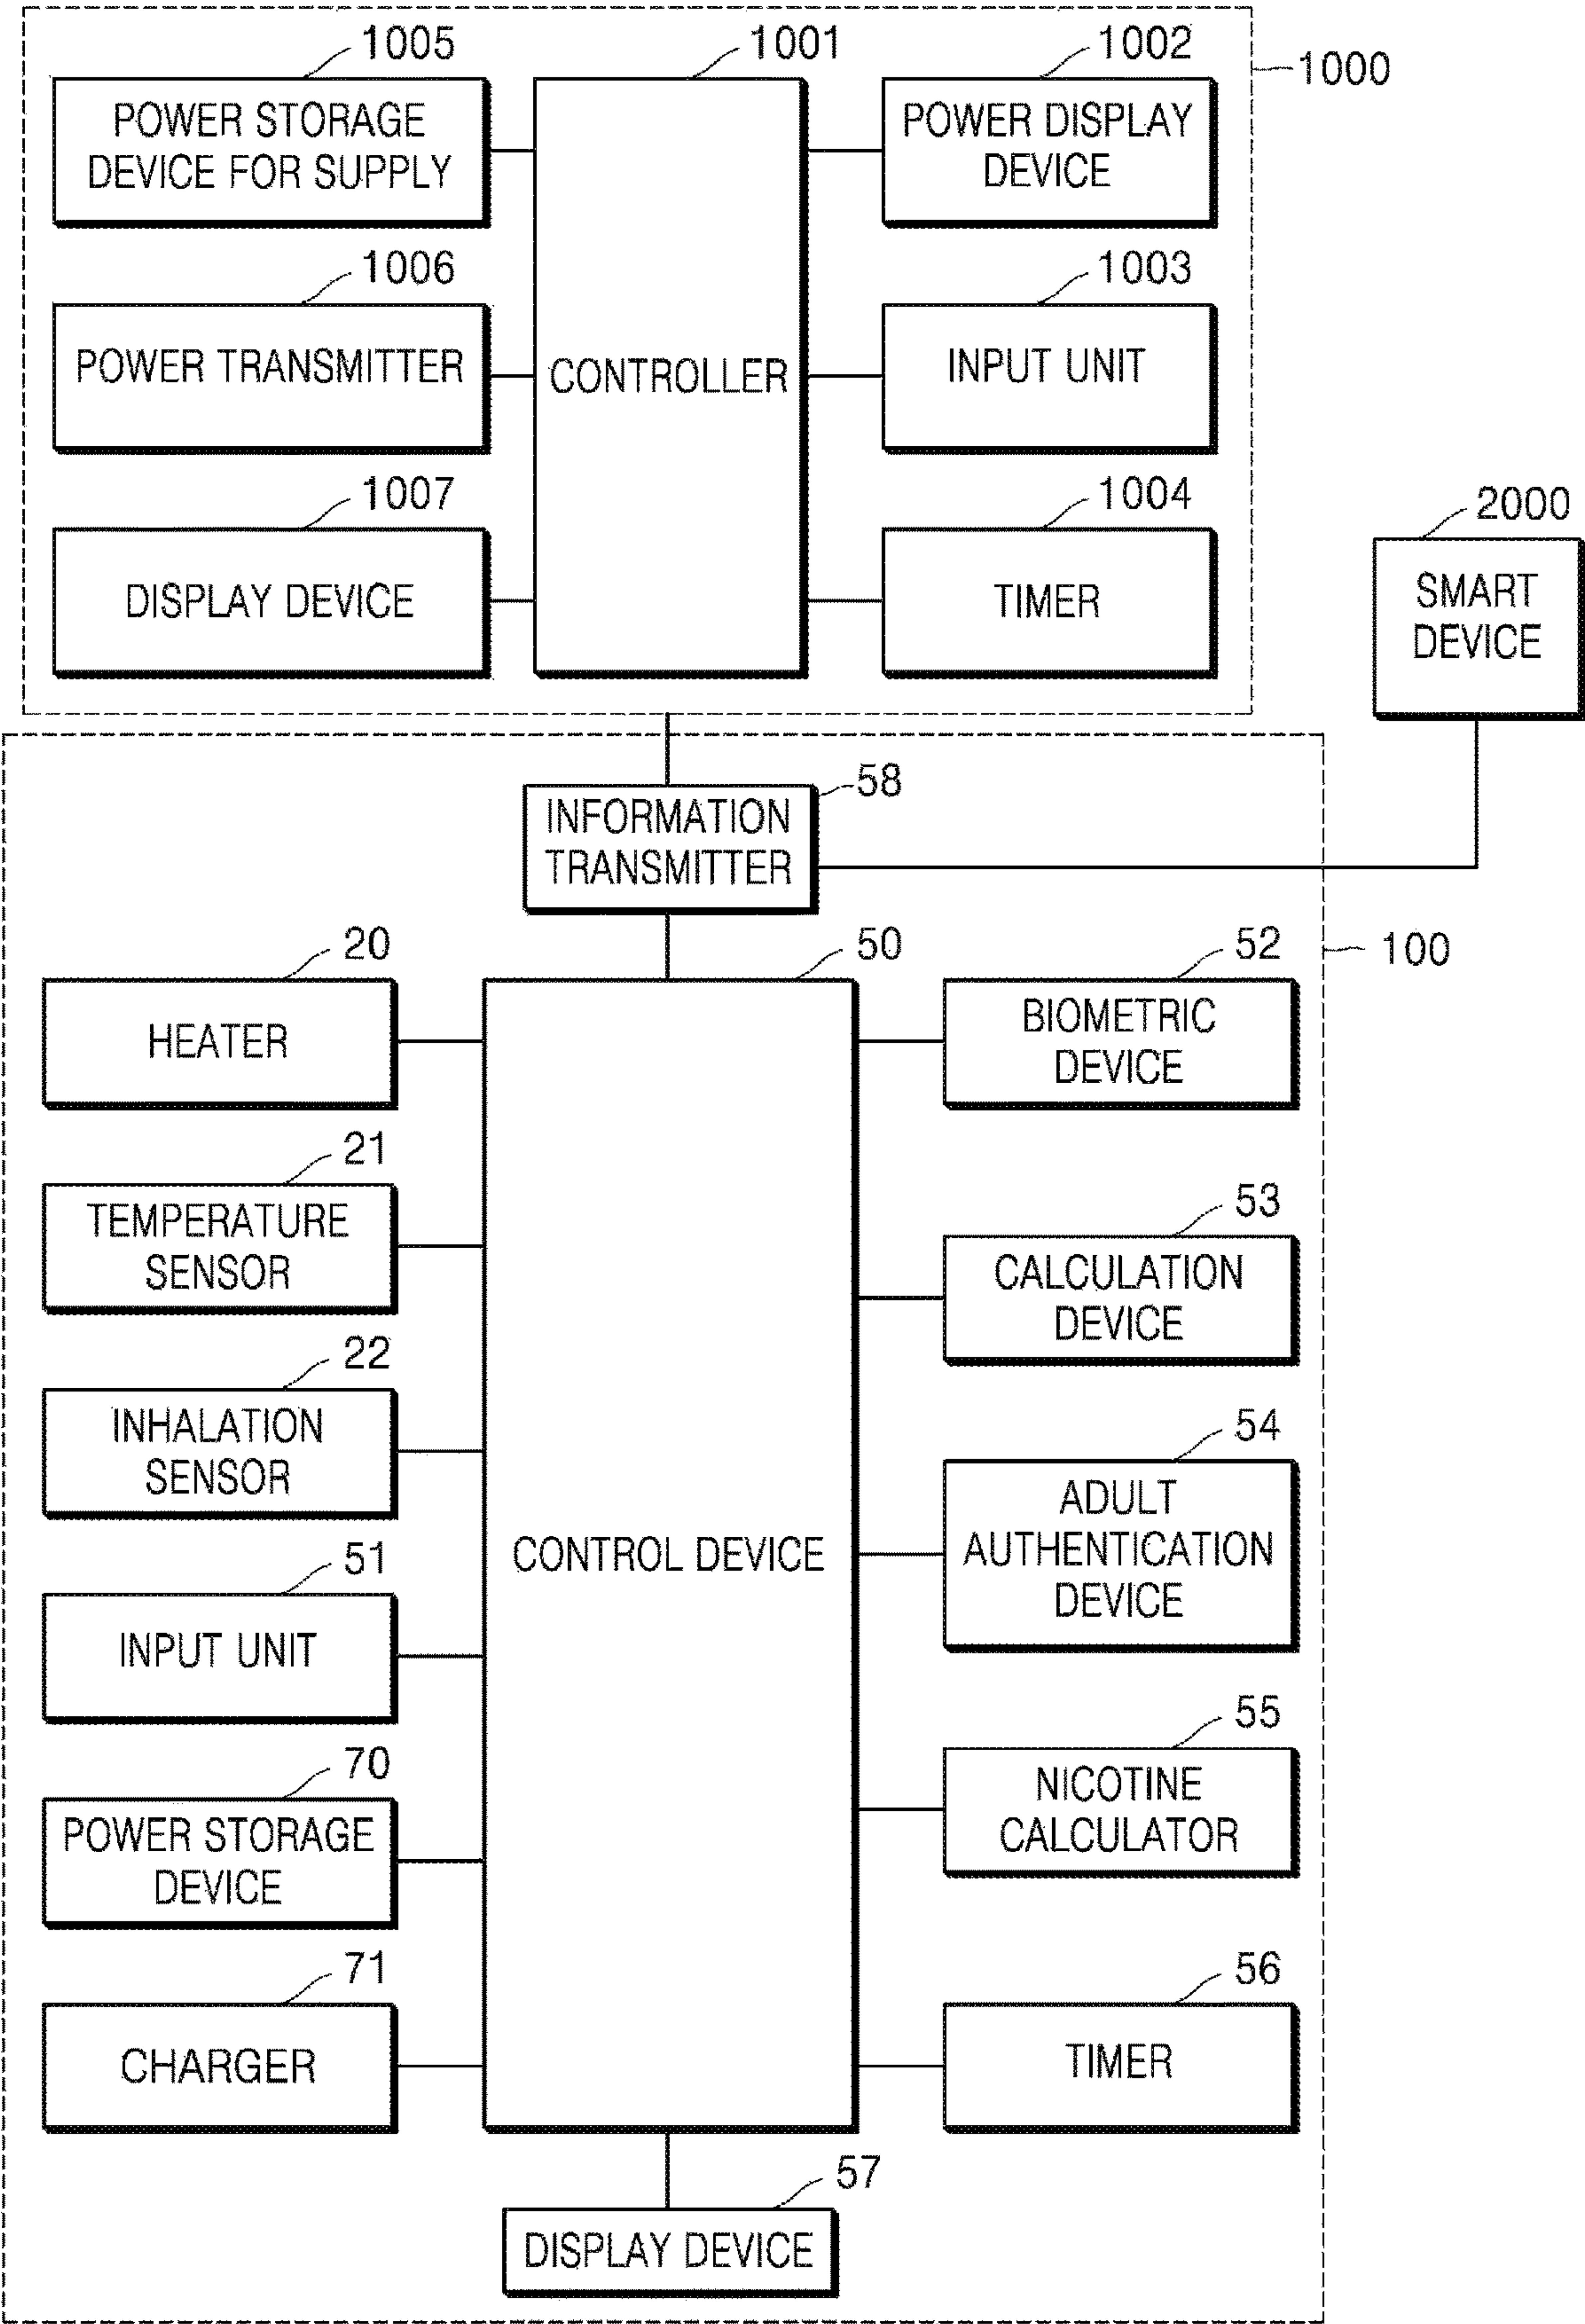 1005
1001
1002
1000
POWER STORAGE
DEVICE FOR SUPPLY
POWER DISPLAY
DEVICE
1006
1003
POWER TRANSMITTER
CONTROLLER
INPUT UNIT
1007
1004
2000
DISPLAY DEVICE
TIMER
SMART
DEVICE
58
INFORMATION
TRANSMITTER
20
50
52
100
HEATER
BIOMETRIC
DEVICE
21
TEMPERATURE
SENSOR
53
CALCULATION
DEVICE
22
INHALATION
SENSOR
54
ADULT
AUTHENTICATION
DEVICE
CONTROL DEVICE
51
INPUT UNIT
55
NICOTINE
CALCULATOR
70
POWER STORAGE
DEVICE
71
56
CHARGER
TIMER
57
DISPLAY DEVICE